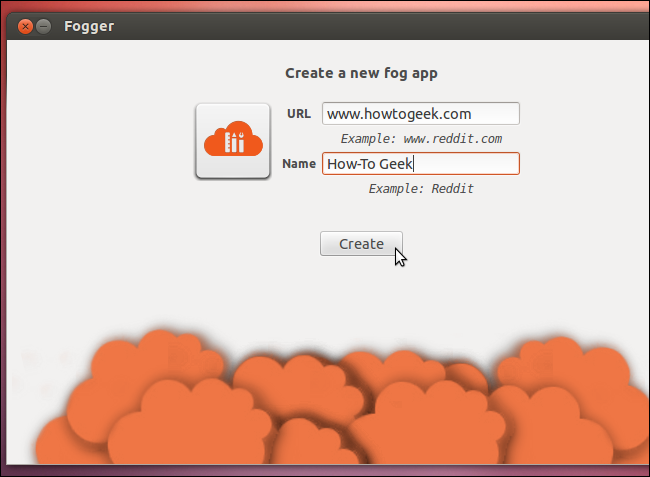 Fogger
Create a new fog app
URL www.howtogeek.com
Example: www.reddit.com
Name How-To Geek
Example: Reddit
Create